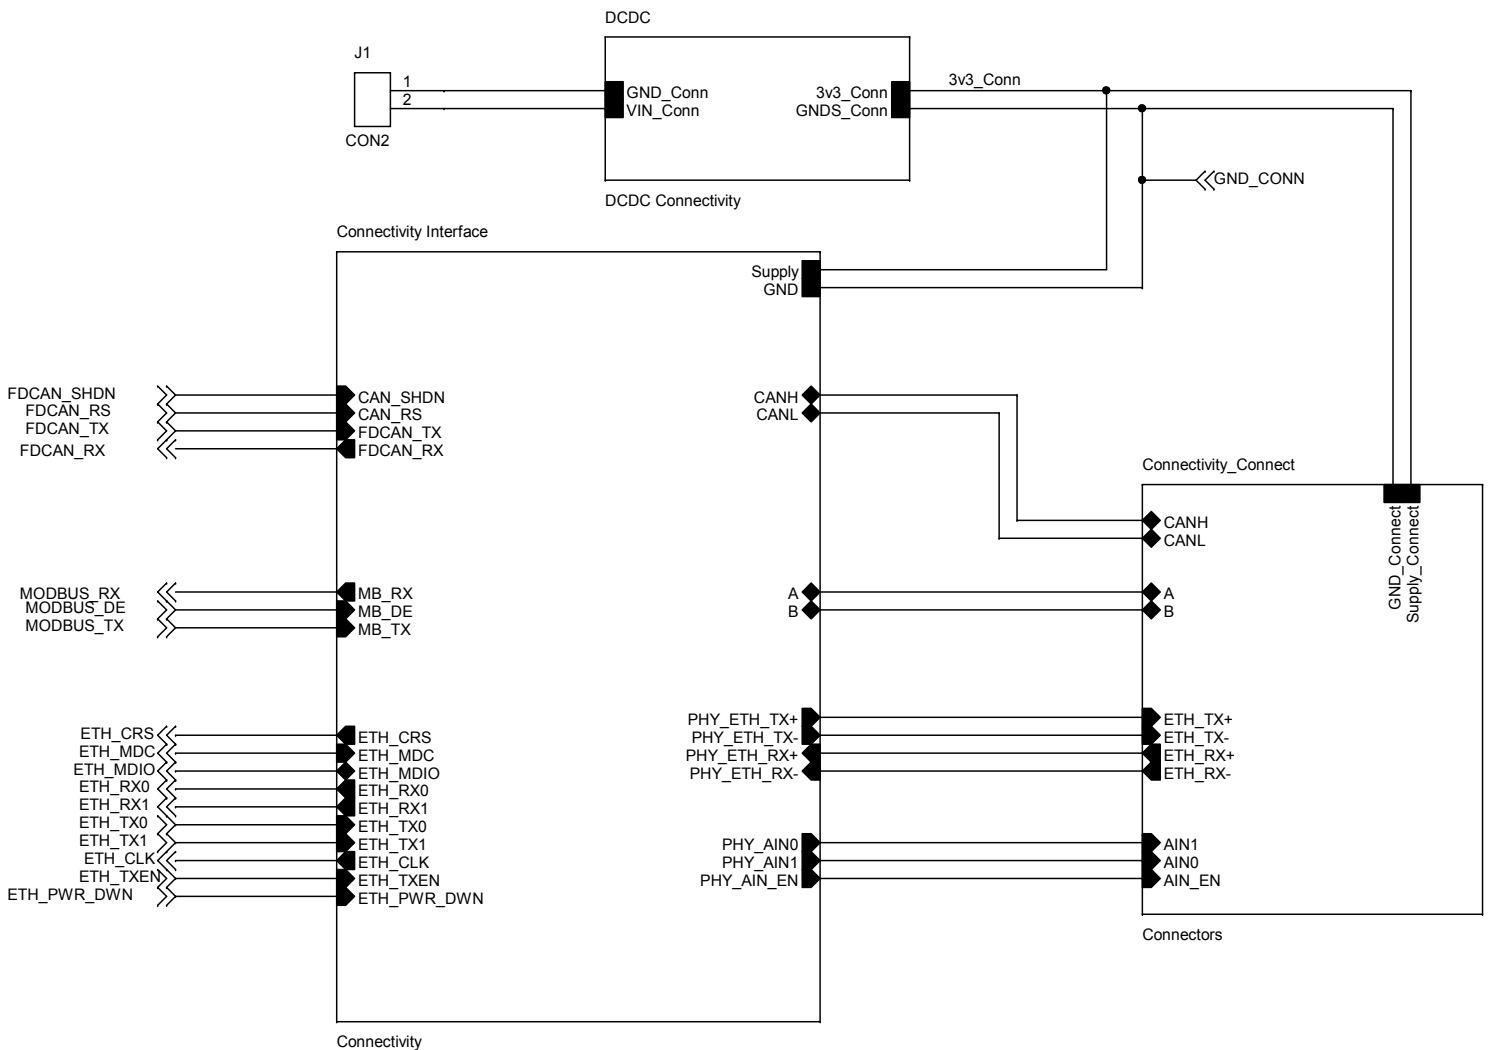 DCDC
J1
1
2
CON2
GND_Conn
VIN_Conn
3v3_Conn
GNDS_Conn
3v3_Conn
DCDC Connectivity
GND_CONN
Connectivity Interface
Supply
GND
FDCAN_SHDN
FDCAN_RS
FDCAN_TX
FDCAN_RX
CAN_SHDN
CAN_RS
FDCAN_TX
FDCAN_RX
CANH
CANL
Connectivity_Connect
GND_Connect
Supply_Connect
CANH
CANL
MODBUS_RX
MODBUS_DE
MODBUS_TX
MB_RX
MB_DE
MB_TX
A
B
A
B
ETH_CRS
ETH_MDC
ETH_MDIO
ETH_RX0
ETH_RX1
ETH_TX0
ETH_TX1
ETH_CLK
ETH_TXEN
ETH_PWR_DWN
ETH_CRS
ETH_MDC
ETH_MDIO
ETH_RX0
ETH_RX1
ETH_TX0
ETH_TX1
ETH_CLK
ETH_TXEN
ETH_PWR_DWN
PHY_ETH_TX+
PHY_ETH_TX-
PHY_ETH_RX+
PHY_ETH_RX-
ETH_TX+
ETH_TX-
ETH_RX+
ETH_RX-
PHY_AIN0
PHY_AIN1
PHY_AIN_EN
AIN1
AIN0
AIN_EN
Connectors
Connectivity